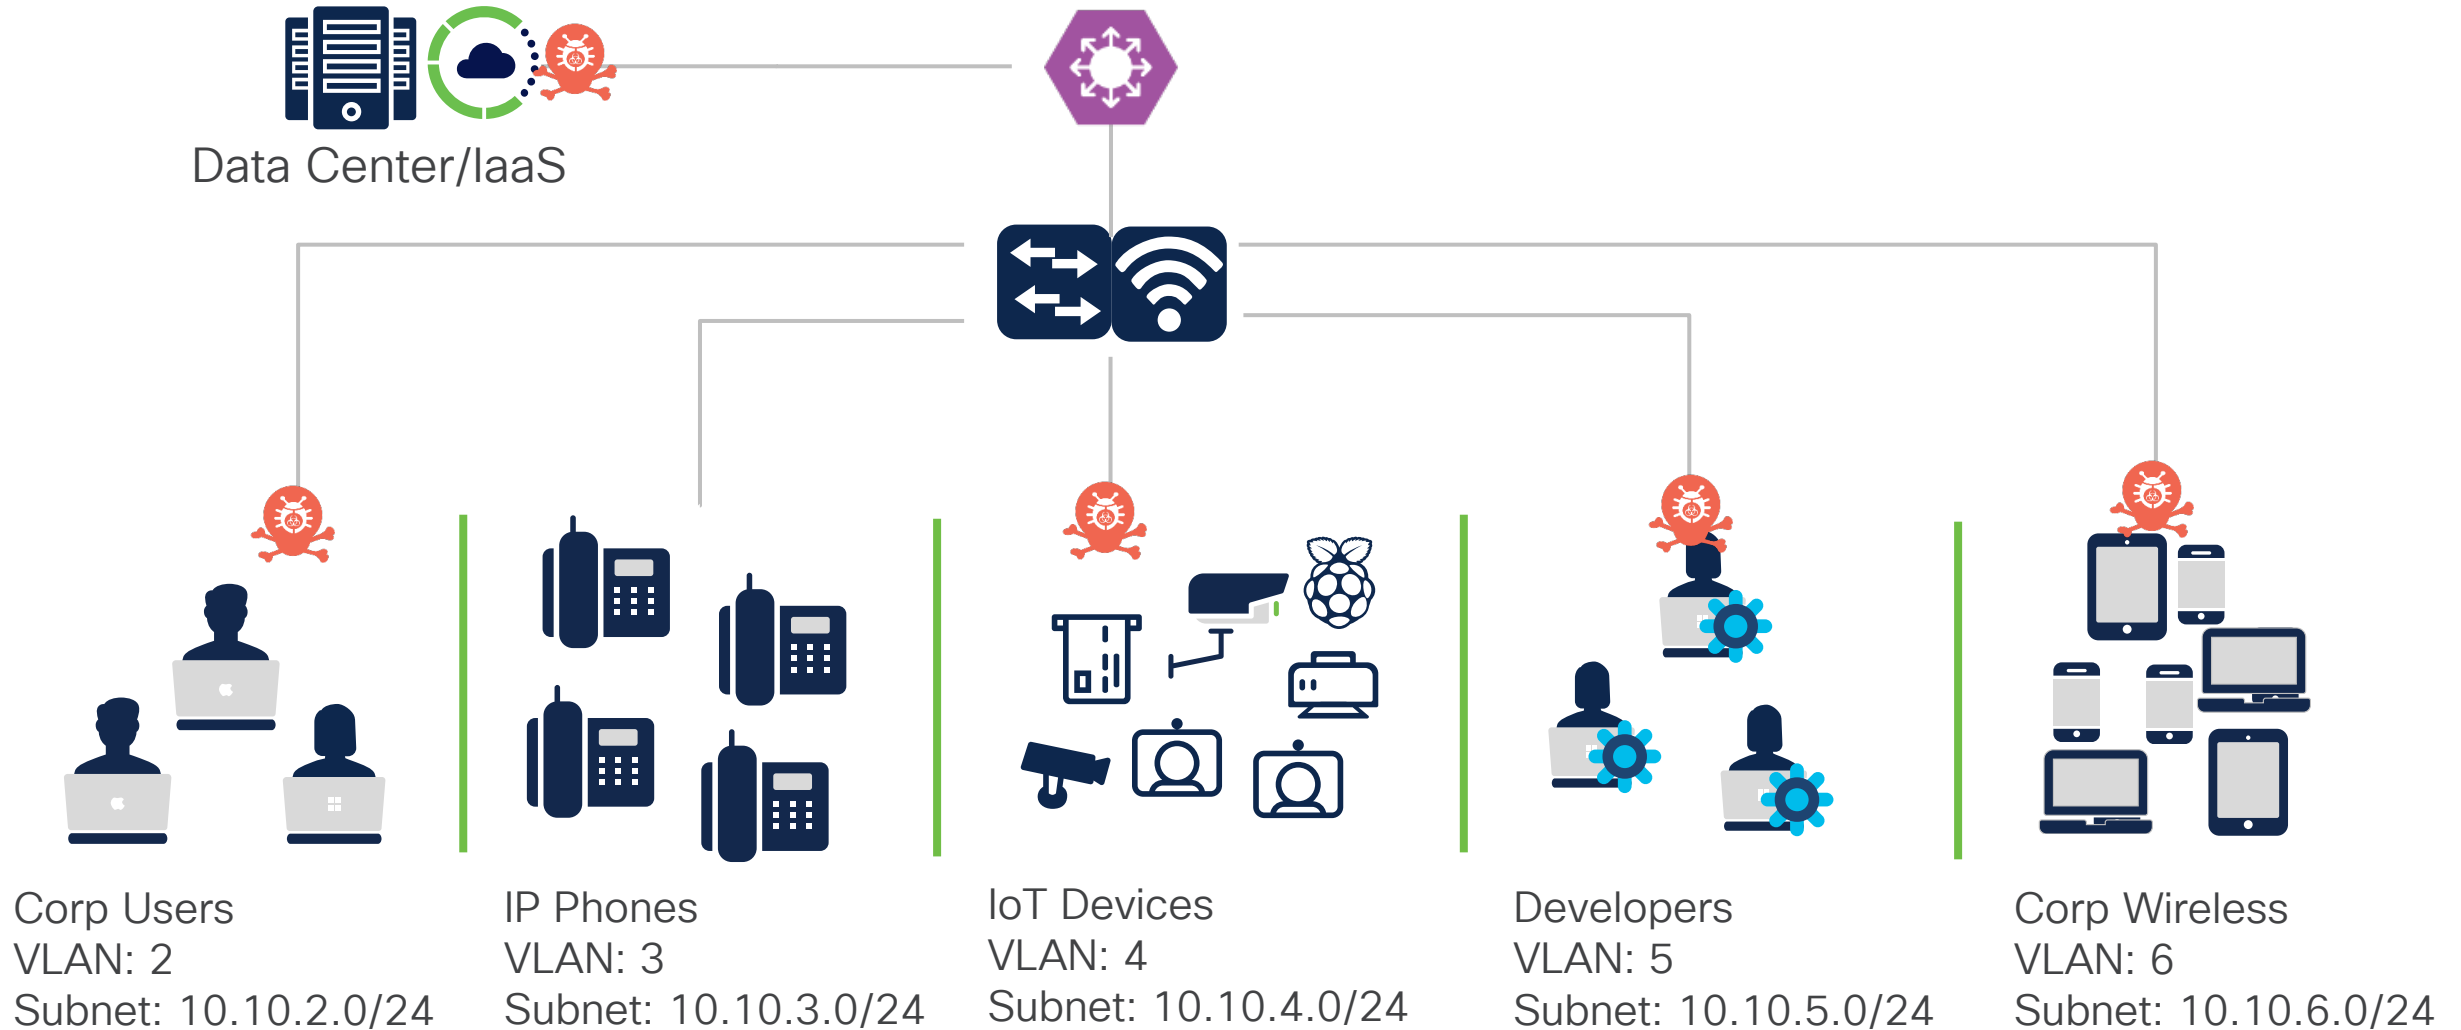 Data Center/IaaS
Corp Users
VLAN: 2
Subnet: 10.10.2.0/24
IP Phones
VLAN: 3
Subnet: 10.10.3.0/24
IoT Devices
VLAN: 4
Subnet: 10.10.4.0/24
Developers
VLAN: 5
Subnet: 10.10.5.0/24
Corp Wireless
VLAN: 6
Subnet: 10.10.6.0/24